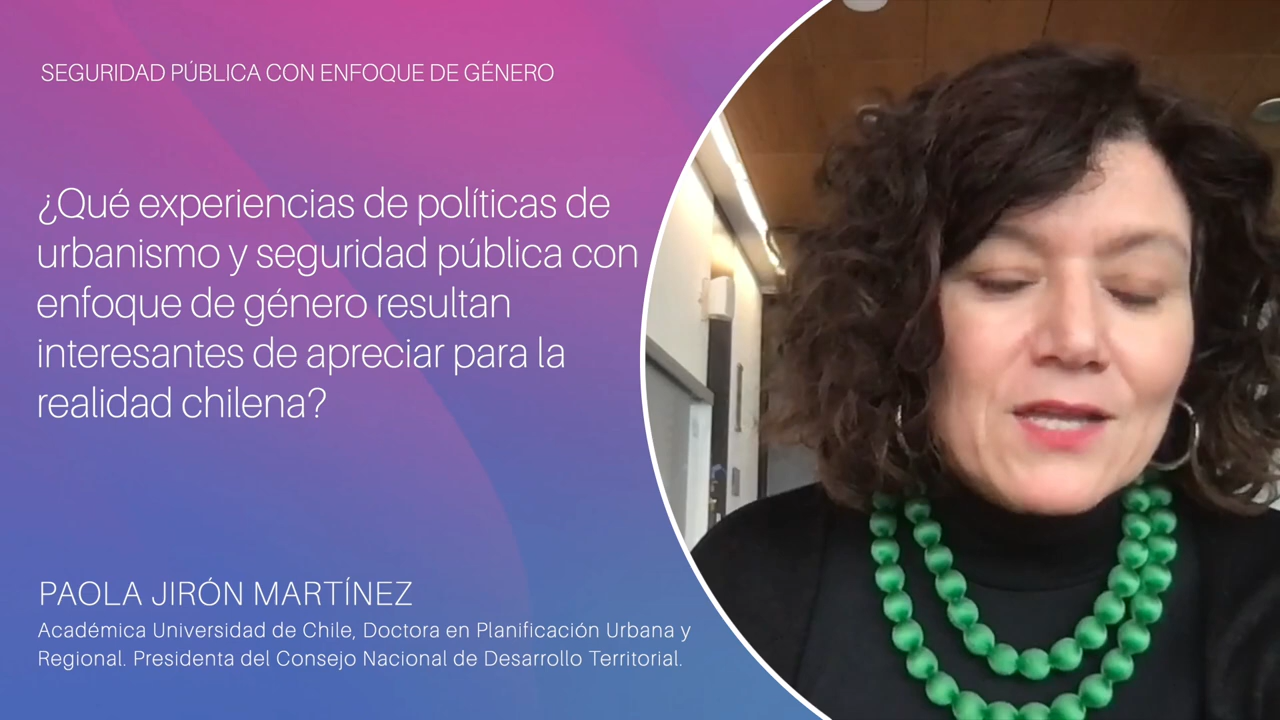 SEGURIDAD PÚBLICA CON ENFOQUE DE GÉNERO
¿Qué experiencias de políticas de
urbanismo y seguridad pública con
enfoque de género resultan
interesantes de apreciar para la
realidad chilena?
PAOLA JIRÓN MARTÍNEZ
Académica Universidad de Chile, Doctora en Planificación Urbana y
Regional. Presidenta del Consejo Nacional de Desarrollo Territorial.